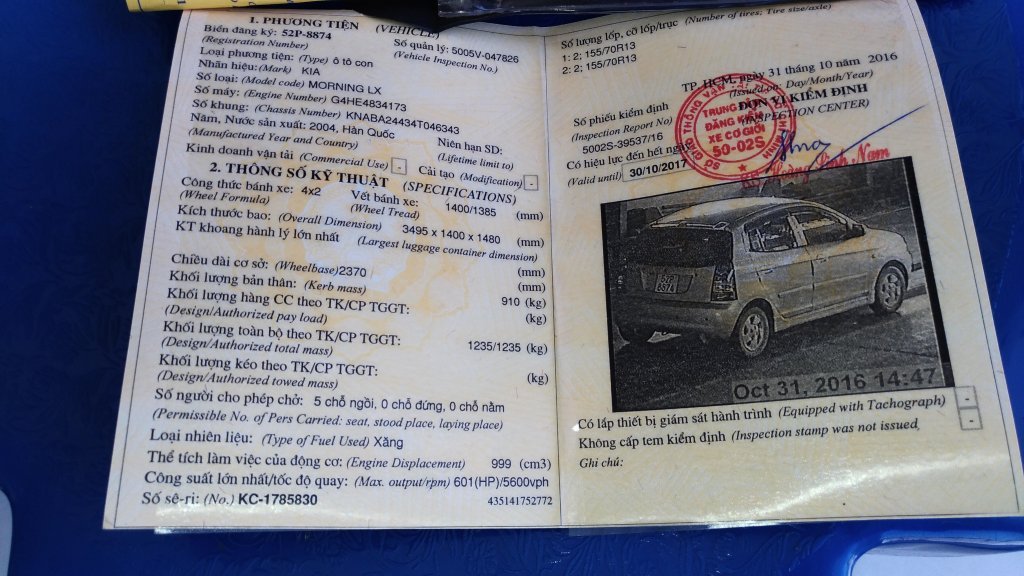 1. PHƯƠNG TIỆN (VEHICLE)
Biển đăng ký: 52P-8874
(Registration Number)
Số quản lý: 5005V-047826
(Vehicle Inspection No.)
Loại phương tiện: (Type) ô tô con
Nhãn hiệu: (Mark) KIA
Số loại: (Model code) MORNING LX
Số máy: (Engine Number) G4HE4834173
Số khung: (Chassis Number) KNABA24434T046343
Năm, Nước sản xuất: 2004, Hàn Quốc
(Manufactured Year and Country)
Niên hạn SD:
(Lifetime limit to)
Kinh doanh vận tải (Commercial Use) -
Cải tạo (Modification) -
2. THÔNG SỐ KỸ THUẬT (SPECIFICATIONS)
Công thức bánh xe: 4x2
(Wheel Formula)
Vết bánh xe: 1400/1385 (mm)
(Wheel Tread)
Kích thước bao: (Overall Dimension) 3495 x 1400 x 1480 (mm)
KT khoang hành lý lớn nhất (Largest luggage container dimension)
(mm)
Chiều dài cơ sở: (Wheelbase) 2370 (mm)
Khối lượng bản thân: (Kerb mass) 910 (kg)
Khối lượng hàng CC theo TK/CP TGGT: (kg)
(Design/Authorized pay load)
Khối lượng toàn bộ theo TK/CP TGGT: 1235/1235 (kg)
(Design/Authorized total mass)
Khối lượng kéo theo TK/CP TGGT: (kg)
(Design/Authorized towed mass)
Số người cho phép chở: 5 chỗ ngồi, 0 chỗ đứng, 0 chỗ nằm
(Permissible No. of Pers Carried: seat, stood place, laying place)
Loại nhiên liệu: (Type of Fuel Used) Xăng
Thể tích làm việc của động cơ: (Engine Displacement) 999 (cm3)
Công suất lớn nhất/tốc độ quay: (Max. output/rpm) 601(HP)/5600vph
Số sê-ri: (No.) KC-1785830
435141752772
Số lượng lốp, cỡ lốp/trục (Number of tires; Tire size/axle)
1: 2; 155/70R13
2: 2; 155/70R13
TP. HCM, ngày 31 tháng 10 năm 2016
(Issued on: Day/Month/Year)
ĐƠN VỊ KIỂM ĐỊNH
(INSPECTION CENTER)
Số phiếu kiểm định
(Inspection Report No)
5002S-39537/16
Có hiệu lực đến hết ngày
(Valid until) 30/10/2017
TRUNG TÂM
ĐĂNG KIỂM
XE CƠ GIỚI
50-02S
8874
Oct 31, 2016 14:47
Có lắp thiết bị giám sát hành trình (Equipped with Tachograph) -
Không cấp tem kiểm định (Inspection stamp was not issued) -
Ghi chú: